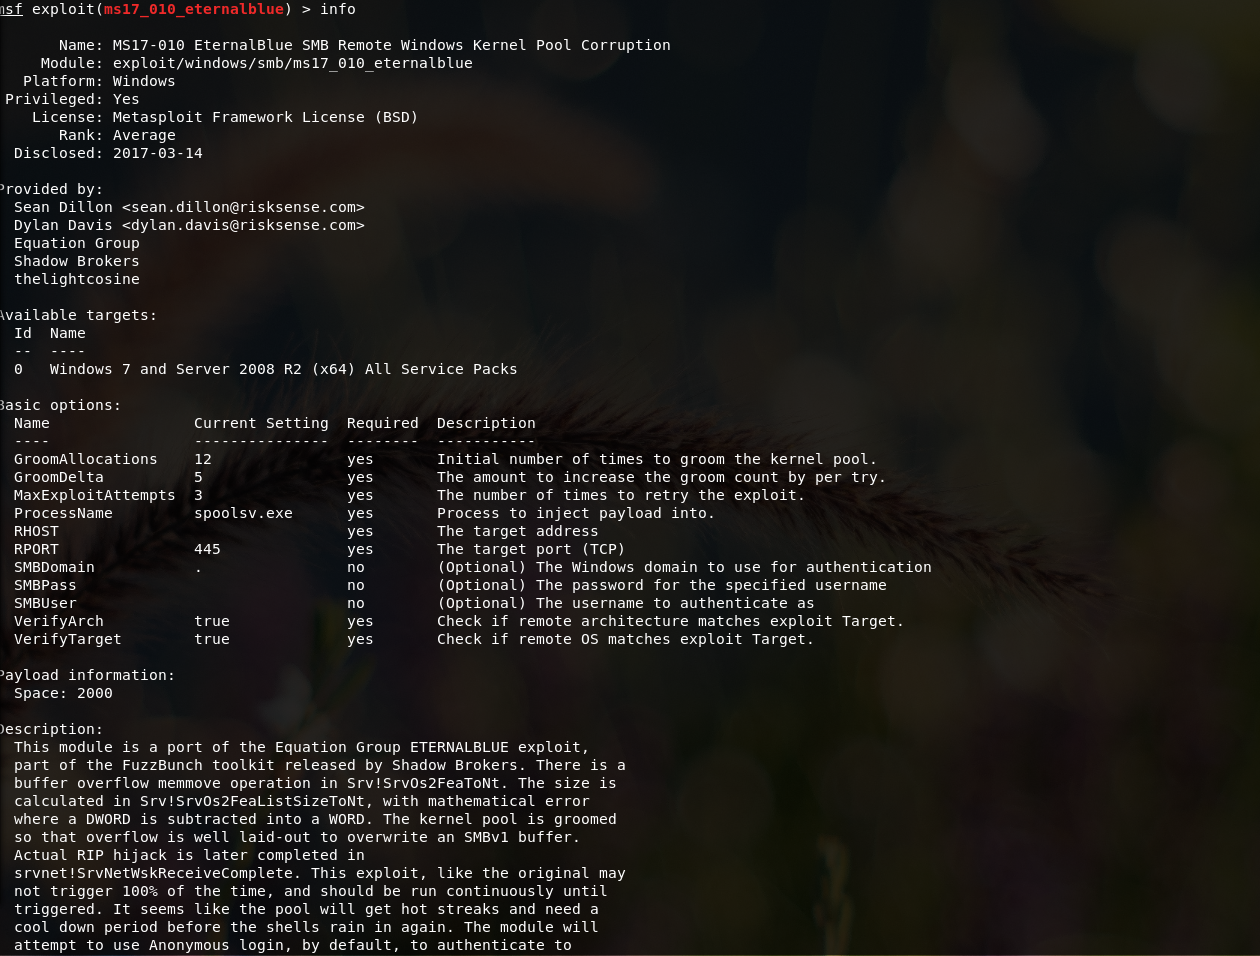 msf exploit(ms17_010_eternalblue) > info
Name: MS17-010 EternalBlue SMB Remote Windows Kernel Pool Corruption
Module: exploit/windows/smb/ms17_010_eternalblue
Platform: Windows
Privileged: Yes
License: Metasploit Framework License (BSD)
Rank: Average
Disclosed: 2017-03-14
Provided by:
Sean Dillon <sean.dillon@risksense.com>
Dylan Davis <dylan.davis@risksense.com>
Equation Group
Shadow Brokers
thelightcosine
Available targets:
Id  Name
--  ----
0   Windows 7 and Server 2008 R2 (x64) All Service Packs
Basic options:
Name                Current Setting  Required  Description
----                ---------------  --------  -----------
GroomAllocations    12               yes       Initial number of times to groom the kernel pool.
GroomDelta          5                yes       The amount to increase the groom count by per try.
MaxExploitAttempts  3                yes       The number of times to retry the exploit.
ProcessName         spoolsv.exe      yes       Process to inject payload into.
RHOST                                yes       The target address
RPORT               445              yes       The target port (TCP)
SMBDomain           .                no        (Optional) The Windows domain to use for authentication
SMBPass                              no        (Optional) The password for the specified username
SMBUser                              no        (Optional) The username to authenticate as
VerifyArch          true             yes       Check if remote architecture matches exploit Target.
VerifyTarget        true             yes       Check if remote OS matches exploit Target.
Payload information:
Space: 2000
Description:
This module is a port of the Equation Group ETERNALBLUE exploit,
part of the FuzzBunch toolkit released by Shadow Brokers. There is a
buffer overflow memmove operation in Srv!SrvOs2FeaToNt. The size is
calculated in Srv!SrvOs2FeaListSizeToNt, with mathematical error
where a DWORD is subtracted into a WORD. The kernel pool is groomed
so that overflow is well laid-out to overwrite an SMBv1 buffer.
Actual RIP hijack is later completed in
srvnet!SrvNetWskReceiveComplete. This exploit, like the original may
not trigger 100% of the time, and should be run continuously until
triggered. It seems like the pool will get hot streaks and need a
cool down period before the shells rain in again. The module will
attempt to use Anonymous login, by default, to authenticate to